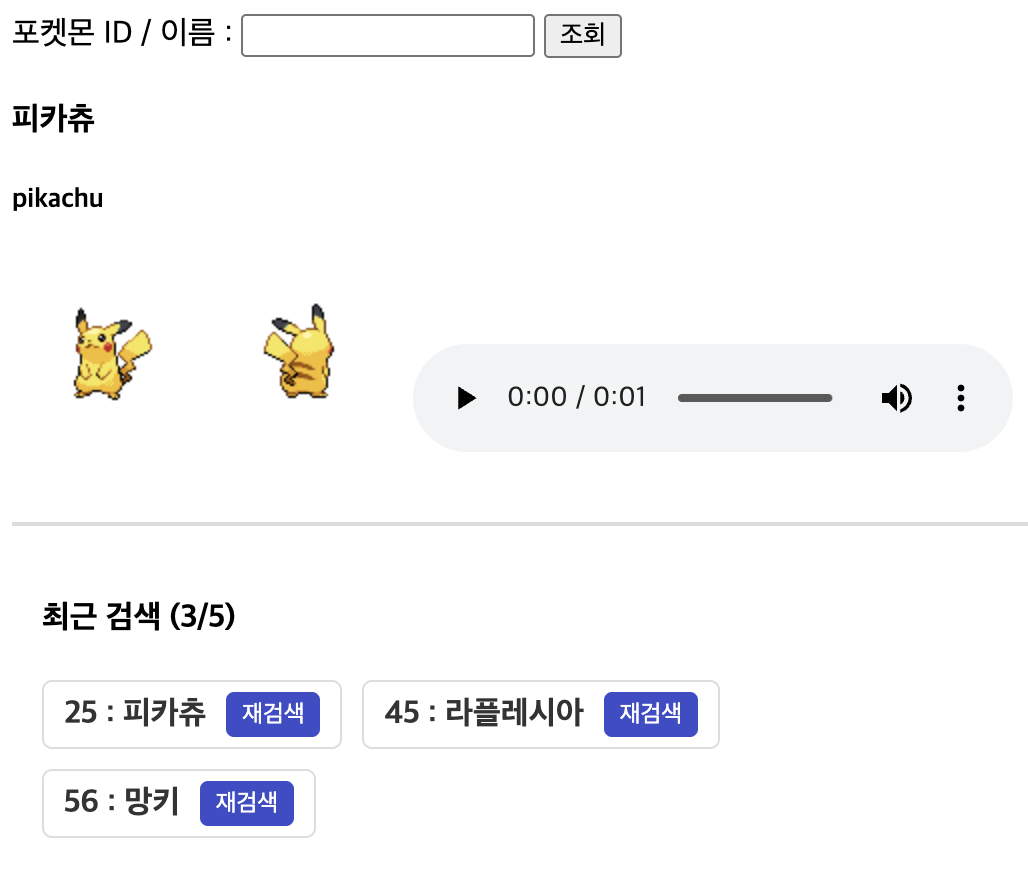 포켓몬 ID / 이름 : 조회
피카츄
pikachu
0:00 / 0:01
최근 검색 (3/5)
25 : 피카츄 재검색 45 : 라플레시아 재검색
56 : 망키 재검색